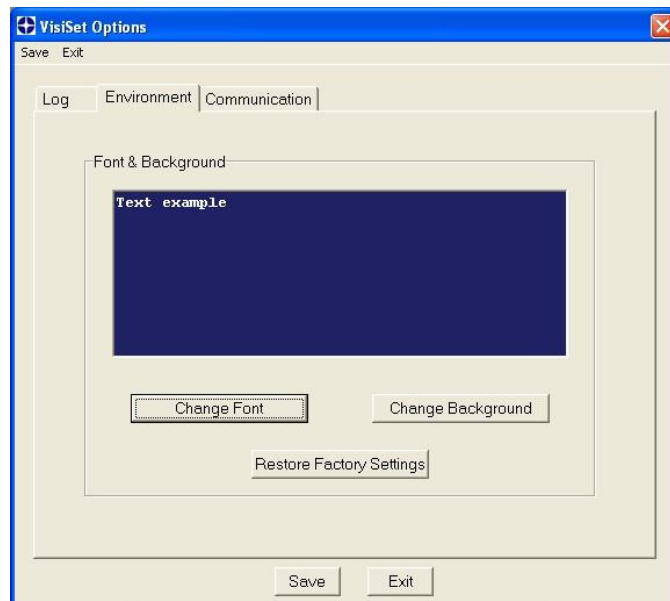 VisiSet Options
Save Exit
Log Environment Communication
Font & Background
Text example
Change Font Change Background
Restore Factory Settings
Save Exit